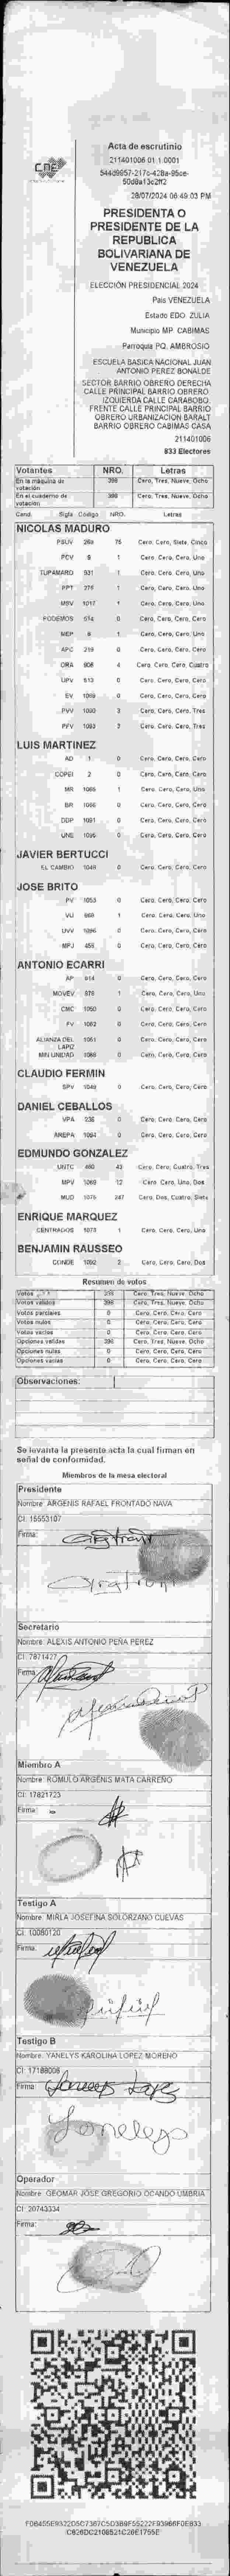 CNE
Acta de escrutinio
211401006.01.1.0001
28/07/2024 06:49:03 PM
PRESIDENTA O
PRESIDENTE DE LA
REPUBLICA
BOLIVARIANA DE
VENEZUELA
ELECCIÓN PRESIDENCIAL 2024
País VENEZUELA
Estado EDO. ZULIA
Municipio MP. CABIMAS
Parroquia PQ. AMBROSIO
ESCUELA BASICA NACIONAL JUAN
ANTONIO PEREZ BONALDE
SECTOR BARRIO OBRERO DERECHA
CALLE PRINCIPAL BARRIO OBRERO.
IZQUIERDA CALLE CARABOBO.
FRENTE CALLE PRINCIPAL BARRIO
OBRERO URBANIZACION BARALT
BARRIO OBRERO CABIMAS CASA
211401006
833 Electores
Votantes NRO. Letras
En la máquina de votación 398 Cero, Tres, Nueve, Ocho
En el cuaderno de votación 398 Cero, Tres, Nueve, Ocho
Cand. Sigla Código NRO. Letras
NICOLAS MADURO
PSUV 268 75 Cero, Cero, Siete, Cinco
PCV 9 1 Cero, Cero, Cero, Uno
TUPAMARO 931 1 Cero, Cero, Cero, Uno
PPT 275 1 Cero, Cero, Cero, Uno
MSV 1017 1 Cero, Cero, Cero, Uno
PODEMOS 574 0 Cero, Cero, Cero, Cero
MEP 8 1 Cero, Cero, Cero, Uno
APC 219 0 Cero, Cero, Cero, Cero
ORA 908 4 Cero, Cero, Cero, Cuatro
UPV 513 0 Cero, Cero, Cero, Cero
EV 1069 0 Cero, Cero, Cero, Cero
PVV 1090 3 Cero, Cero, Cero, Tres
PFV 1093 3 Cero, Cero, Cero, Tres
LUIS MARTINEZ
AD 1 0 Cero, Cero, Cero, Cero
COPEI 2 0 Cero, Cero, Cero, Cero
MR 1065 1 Cero, Cero, Cero, Uno
BR 1066 0 Cero, Cero, Cero, Cero
DDP 1091 0 Cero, Cero, Cero, Cero
UNE 1095 0 Cero, Cero, Cero, Cero
JAVIER BERTUCCI
EL CAMBIO 1048 0 Cero, Cero, Cero, Cero
JOSE BRITO
PV 1053 0 Cero, Cero, Cero, Cero
VU 969 1 Cero, Cero, Cero, Uno
UVV 1096 0 Cero, Cero, Cero, Cero
MPJ 455 0 Cero, Cero, Cero, Cero
ANTONIO ECARRI
AP 914 0 Cero, Cero, Cero, Cero
MOVEV 979 1 Cero, Cero, Cero, Uno
CMC 1050 0 Cero, Cero, Cero, Cero
FV 1052 0 Cero, Cero, Cero, Cero
ALIANZA DEL LAPIZ 1051 0 Cero, Cero, Cero, Cero
MIN UNIDAD 1089 0 Cero, Cero, Cero, Cero
CLAUDIO FERMIN
SPV 1049 0 Cero, Cero, Cero, Cero
DANIEL CEBALLOS
VPA 236 0 Cero, Cero, Cero, Cero
AREPA 1094 0 Cero, Cero, Cero, Cero
EDMUNDO GONZALEZ
UNTC 460 43 Cero, Cero, Cuatro, Tres
MPV 1069 12 Cero, Cero, Uno, Dos
MUD 1075 247 Cero, Dos, Cuatro, Siete
ENRIQUE MARQUEZ
CENTRADOS 1073 1 Cero, Cero, Cero, Uno
BENJAMIN RAUSSEO
CONDE 1092 2 Cero, Cero, Cero, Dos
Resumen de votos
Votos 398 Cero, Tres, Nueve, Ocho
Votos válidos 398 Cero, Tres, Nueve, Ocho
Votos parciales 0 Cero, Cero, Cero, Cero
Votos nulos 0 Cero, Cero, Cero, Cero
Votos vacíos 0 Cero, Cero, Cero, Cero
Opciones válidas 398 Cero, Tres, Nueve, Ocho
Opciones nulas 0 Cero, Cero, Cero, Cero
Opciones vacías 0 Cero, Cero, Cero, Cero
Observaciones:
Se levanta la presente acta la cual firman en
señal de conformidad.
Miembros de la mesa electoral
Presidente
Nombre: ARGENIS RAFAEL FRONTADO NAVA
CI: 15553107
Firma:
Secretario
Nombre: ALEXIS ANTONIO PEÑA PEREZ
CI: 7871427
Firma:
Miembro A
Nombre: ROMULO ARGENIS MATA CARREÑO
CI: 17821723
Firma:
Testigo A
Nombre: MIRLA JOSEFINA SOLORZANO CUEVAS
CI: 10080120
Firma:
Testigo B
Nombre: YANELYS KAROLINA LOPEZ MORENO
CI: 17188006
Firma:
Operador
Nombre: GEOMAR JOSE GREGORIO OCANDO UMBRIA
CI: 20743334
Firma: